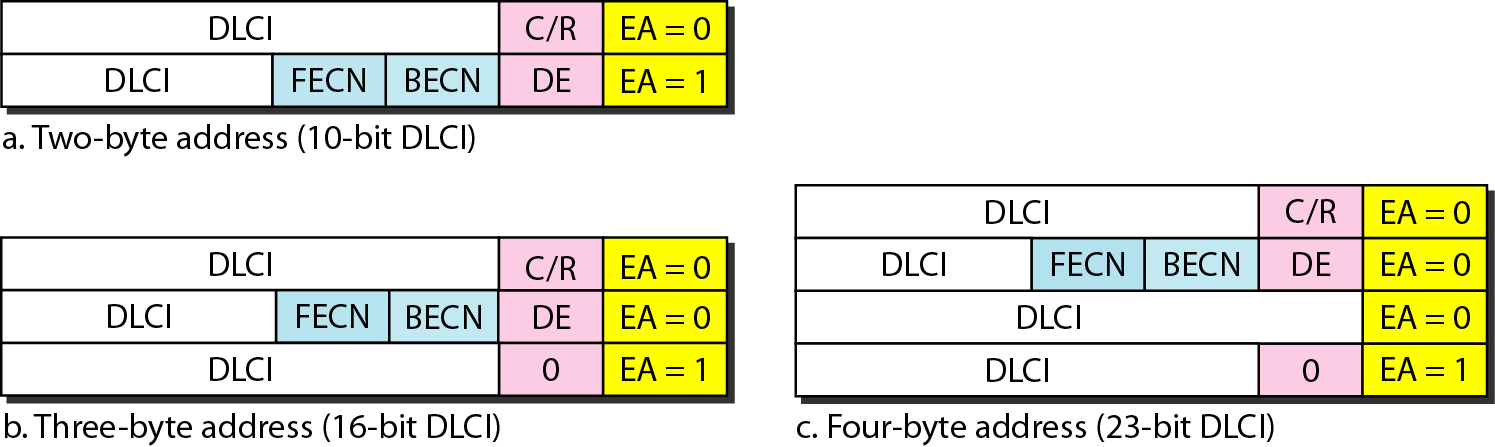 DLCI C/R EA = 0
DLCI FECN BECN DE EA = 1
a. Two-byte address (10-bit DLCI)
DLCI C/R EA = 0
DLCI FECN BECN DE EA = 0
DLCI 0 EA = 1
b. Three-byte address (16-bit DLCI)
DLCI C/R EA = 0
DLCI FECN BECN DE EA = 0
DLCI EA = 0
DLCI 0 EA = 1
c. Four-byte address (23-bit DLCI)